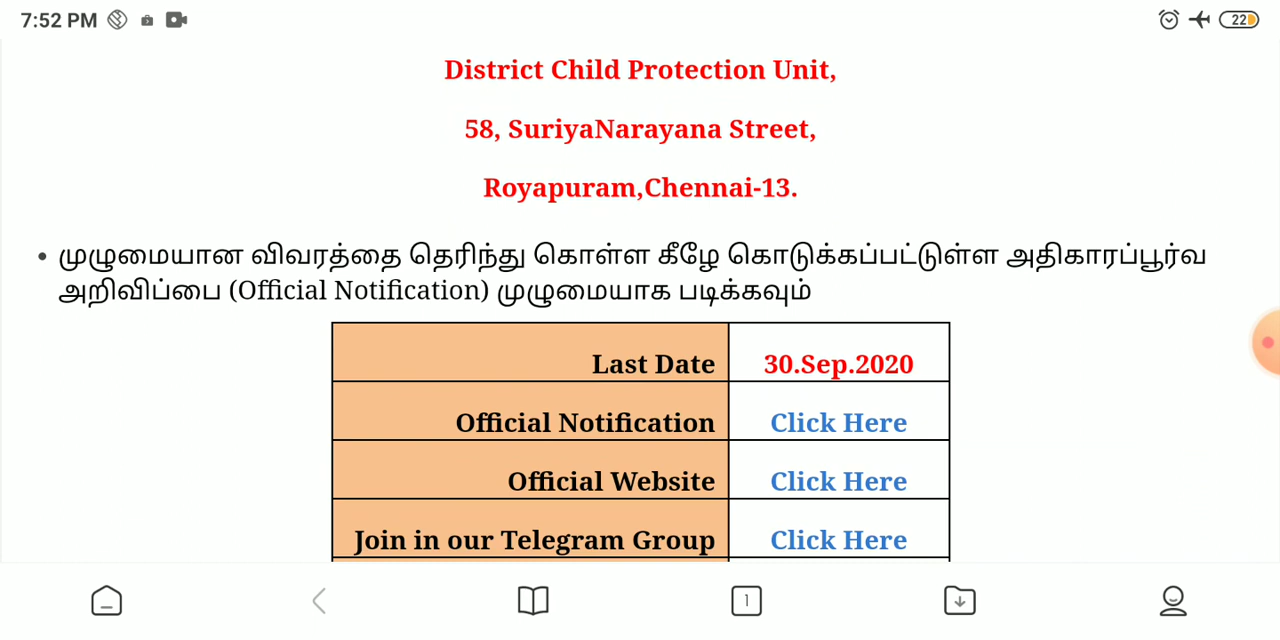 7:52 PM
22
District Child Protection Unit,
58, SuriyaNarayana Street,
Royapuram,Chennai-13.
• முழுமையான விவரத்தை தெரிந்து கொள்ள கீழே கொடுக்கப்பட்டுள்ள அதிகாரப்பூர்வ
அறிவிப்பை (Official Notification) முழுமையாக படிக்கவும்
Last Date 30.Sep.2020
Official Notification Click Here
Official Website Click Here
Join in our Telegram Group Click Here
1